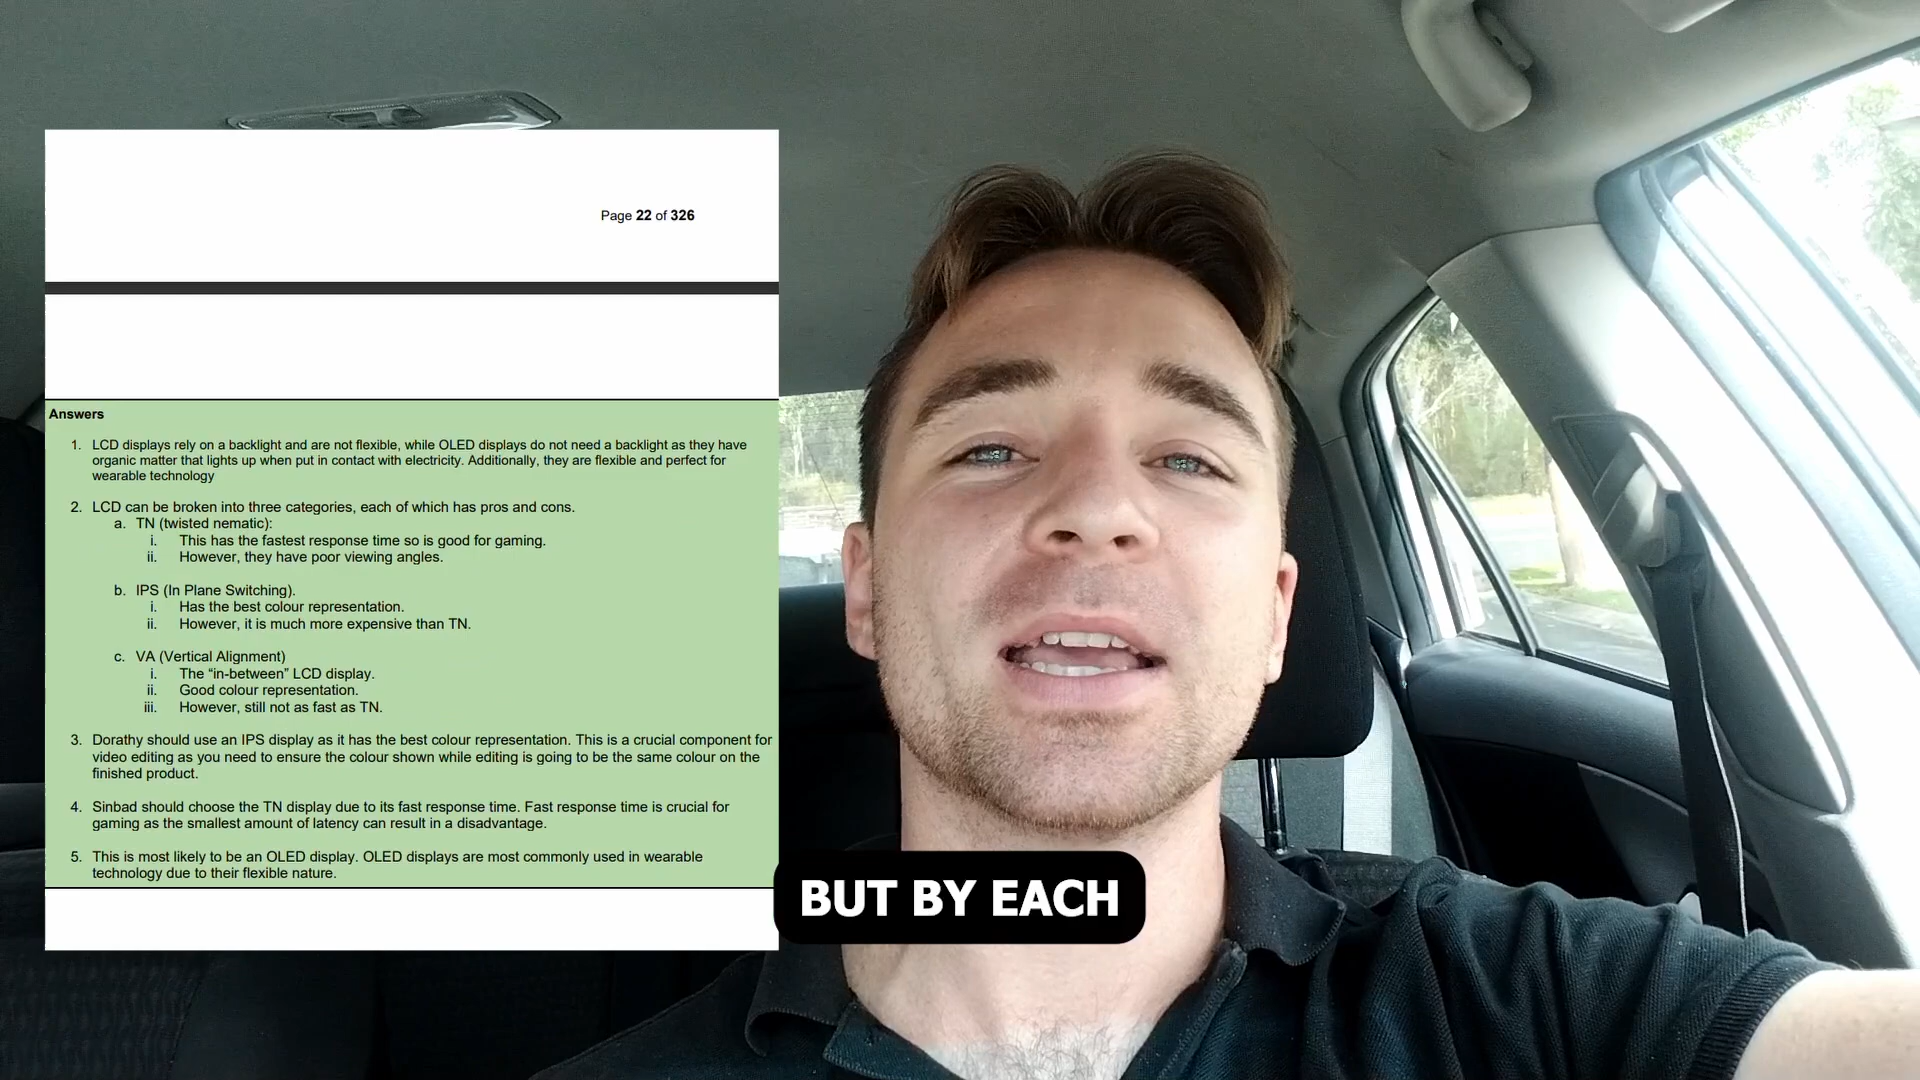 Page 22 of 326
Answers
1. LCD displays rely on a backlight and are not flexible, while OLED displays do not need a backlight as they have
organic matter that lights up when put in contact with electricity. Additionally, they are flexible and perfect for
wearable technology
2. LCD can be broken into three categories, each of which has pros and cons.
a. TN (twisted nematic):
i. This has the fastest response time so is good for gaming.
ii. However, they have poor viewing angles.
b. IPS (In Plane Switching).
i. Has the best colour representation.
ii. However, it is much more expensive than TN.
c. VA (Vertical Alignment)
i. The “in-between” LCD display.
ii. Good colour representation.
iii. However, still not as fast as TN.
3. Dorathy should use an IPS display as it has the best colour representation. This is a crucial component for
video editing as you need to ensure the colour shown while editing is going to be the same colour on the
finished product.
4. Sinbad should choose the TN display due to its fast response time. Fast response time is crucial for
gaming as the smallest amount of latency can result in a disadvantage.
5. This is most likely to be an OLED display. OLED displays are most commonly used in wearable
technology due to their flexible nature.
BUT BY EACH